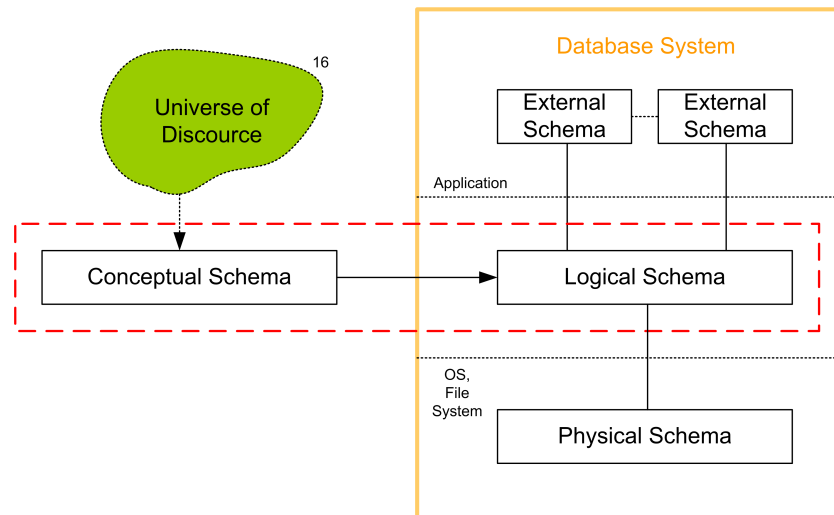 Database System
16
Universe of
Discource
External
Schema
External
Schema
Application
Conceptual Schema
Logical Schema
OS,
File
System
Physical Schema